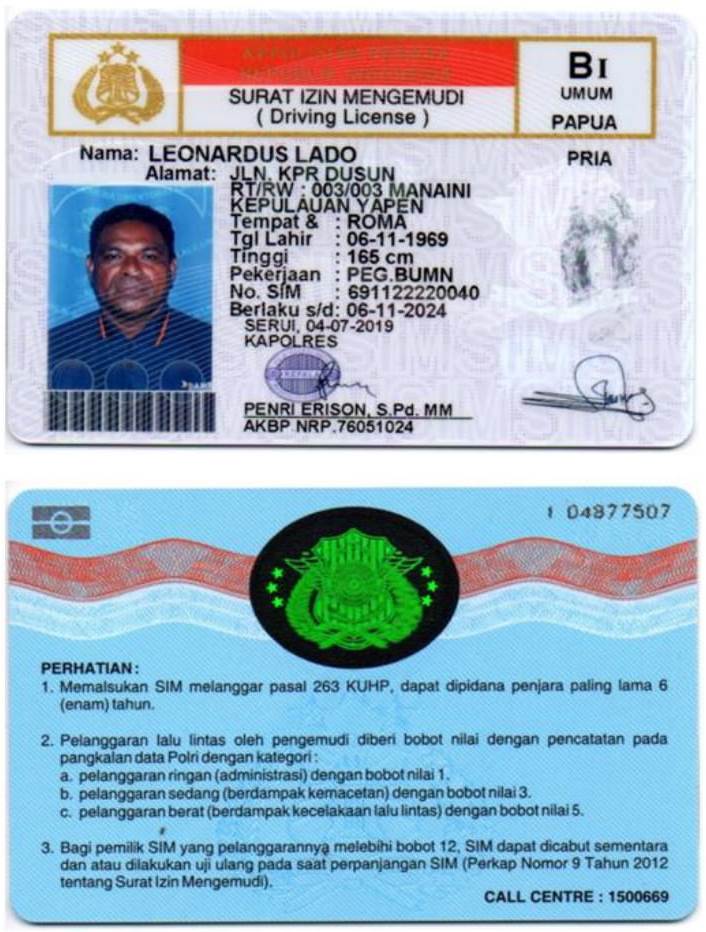 KEPOLISIAN NEGARA
REPUBLIK INDONESIA
SURAT IZIN MENGEMUDI
( Driving License )
BI
UMUM
PAPUA
Nama: LEONARDUS LADO
PRIA
Alamat: JLN. KPR DUSUN
RT/RW : 003/003 MANAINI
KEPULAUAN YAPEN
Tempat & : ROMA
Tgl Lahir : 06-11-1969
Tinggi : 165 cm
Pekerjaan : PEG.BUMN
No. SIM : 691122220040
Berlaku s/d: 06-11-2024
SERUI, 04-07-2019
KAPOLRES
KEPALA
PENRI ERISON, S.Pd. MM
AKBP NRP.76051024
04877507
PERHATIAN :
1. Memalsukan SIM melanggar pasal 263 KUHP, dapat dipidana penjara paling lama 6
(enam) tahun.
2. Pelanggaran lalu lintas oleh pengemudi diberi bobot nilai dengan pencatatan pada
pangkalan data Polri dengan kategori :
a. pelanggaran ringan (administrasi) dengan bobot nilai 1.
b. pelanggaran sedang (berdampak kemacetan) dengan bobot nilai 3.
c. pelanggaran berat (berdampak kecelakaan lalu lintas) dengan bobot nilai 5.
3. Bagi pemilik SIM yang pelanggarannya melebihi bobot 12, SIM dapat dicabut sementara
dan atau dilakukan uji ulang pada saat perpanjangan SIM (Perkap Nomor 9 Tahun 2012
tentang Surat Izin Mengemudi).
CALL CENTRE : 1500669